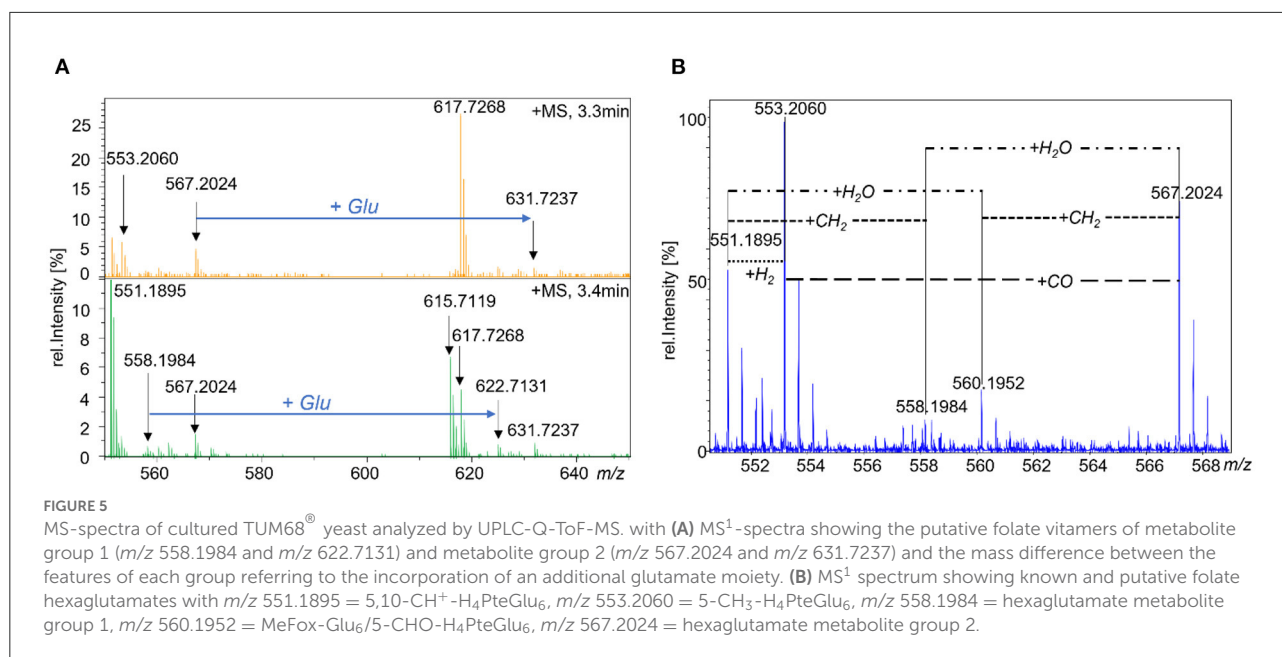 A
B
rel.Intensity [%]
25
20
15
10
5
0
553.2060
567.2024
617.7268
+MS, 3.3min
631.7237
+ Glu
rel.Intensity [%]
10
8
6
4
2
0
551.1895
+MS, 3.4min
558.1984
567.2024
615.7119
617.7268
622.7131
631.7237
+ Glu
560 580 600 620 640 m/z
100
50
0
553.2060
+H₂O
567.2024
+H₂O
+CH₂
+CH₂
551.1895
+H₂
+CO
560.1952
558.1984
rel.Intensity [%]
552 554 556 558 560 562 564 566 568 m/z
FIGURE 5
MS-spectra of cultured TUM68® yeast analyzed by UPLC-Q-ToF-MS. with (A) MS¹-spectra showing the putative folate vitamers of metabolite
group 1 (m/z 558.1984 and m/z 622.7131) and metabolite group 2 (m/z 567.2024 and m/z 631.7237) and the mass difference between the
features of each group referring to the incorporation of an additional glutamate moiety. (B) MS¹ spectrum showing known and putative folate
hexaglutamates with m/z 551.1895 = 5,10-CH⁺-H₄PteGlu₆, m/z 553.2060 = 5-CH₃-H₄PteGlu₆, m/z 558.1984 = hexaglutamate metabolite
group 1, m/z 560.1952 = MeFox-Glu₆/5-CHO-H₄PteGlu₆, m/z 567.2024 = hexaglutamate metabolite group 2.